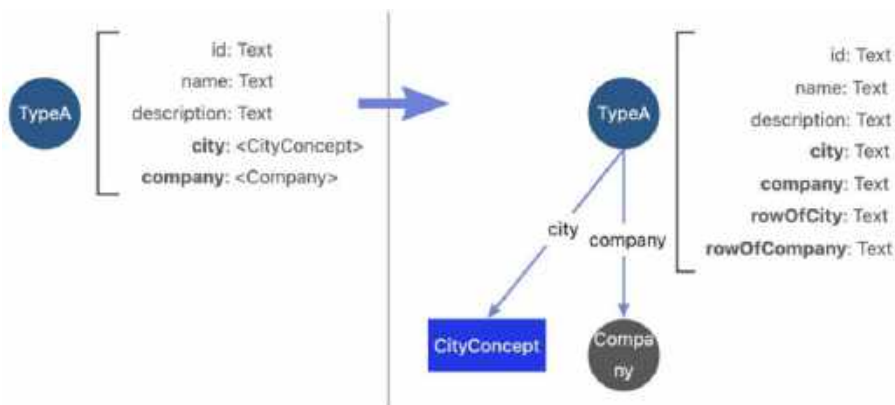 TypeA
id: Text
name: Text
description: Text
city: <CityConcept>
company: <Company>
TypeA
id: Text
name: Text
description: Text
city: Text
company: Text
rowOfCity: Text
rowOfCompany: Text
city
company
CityConcept
Compa
ny